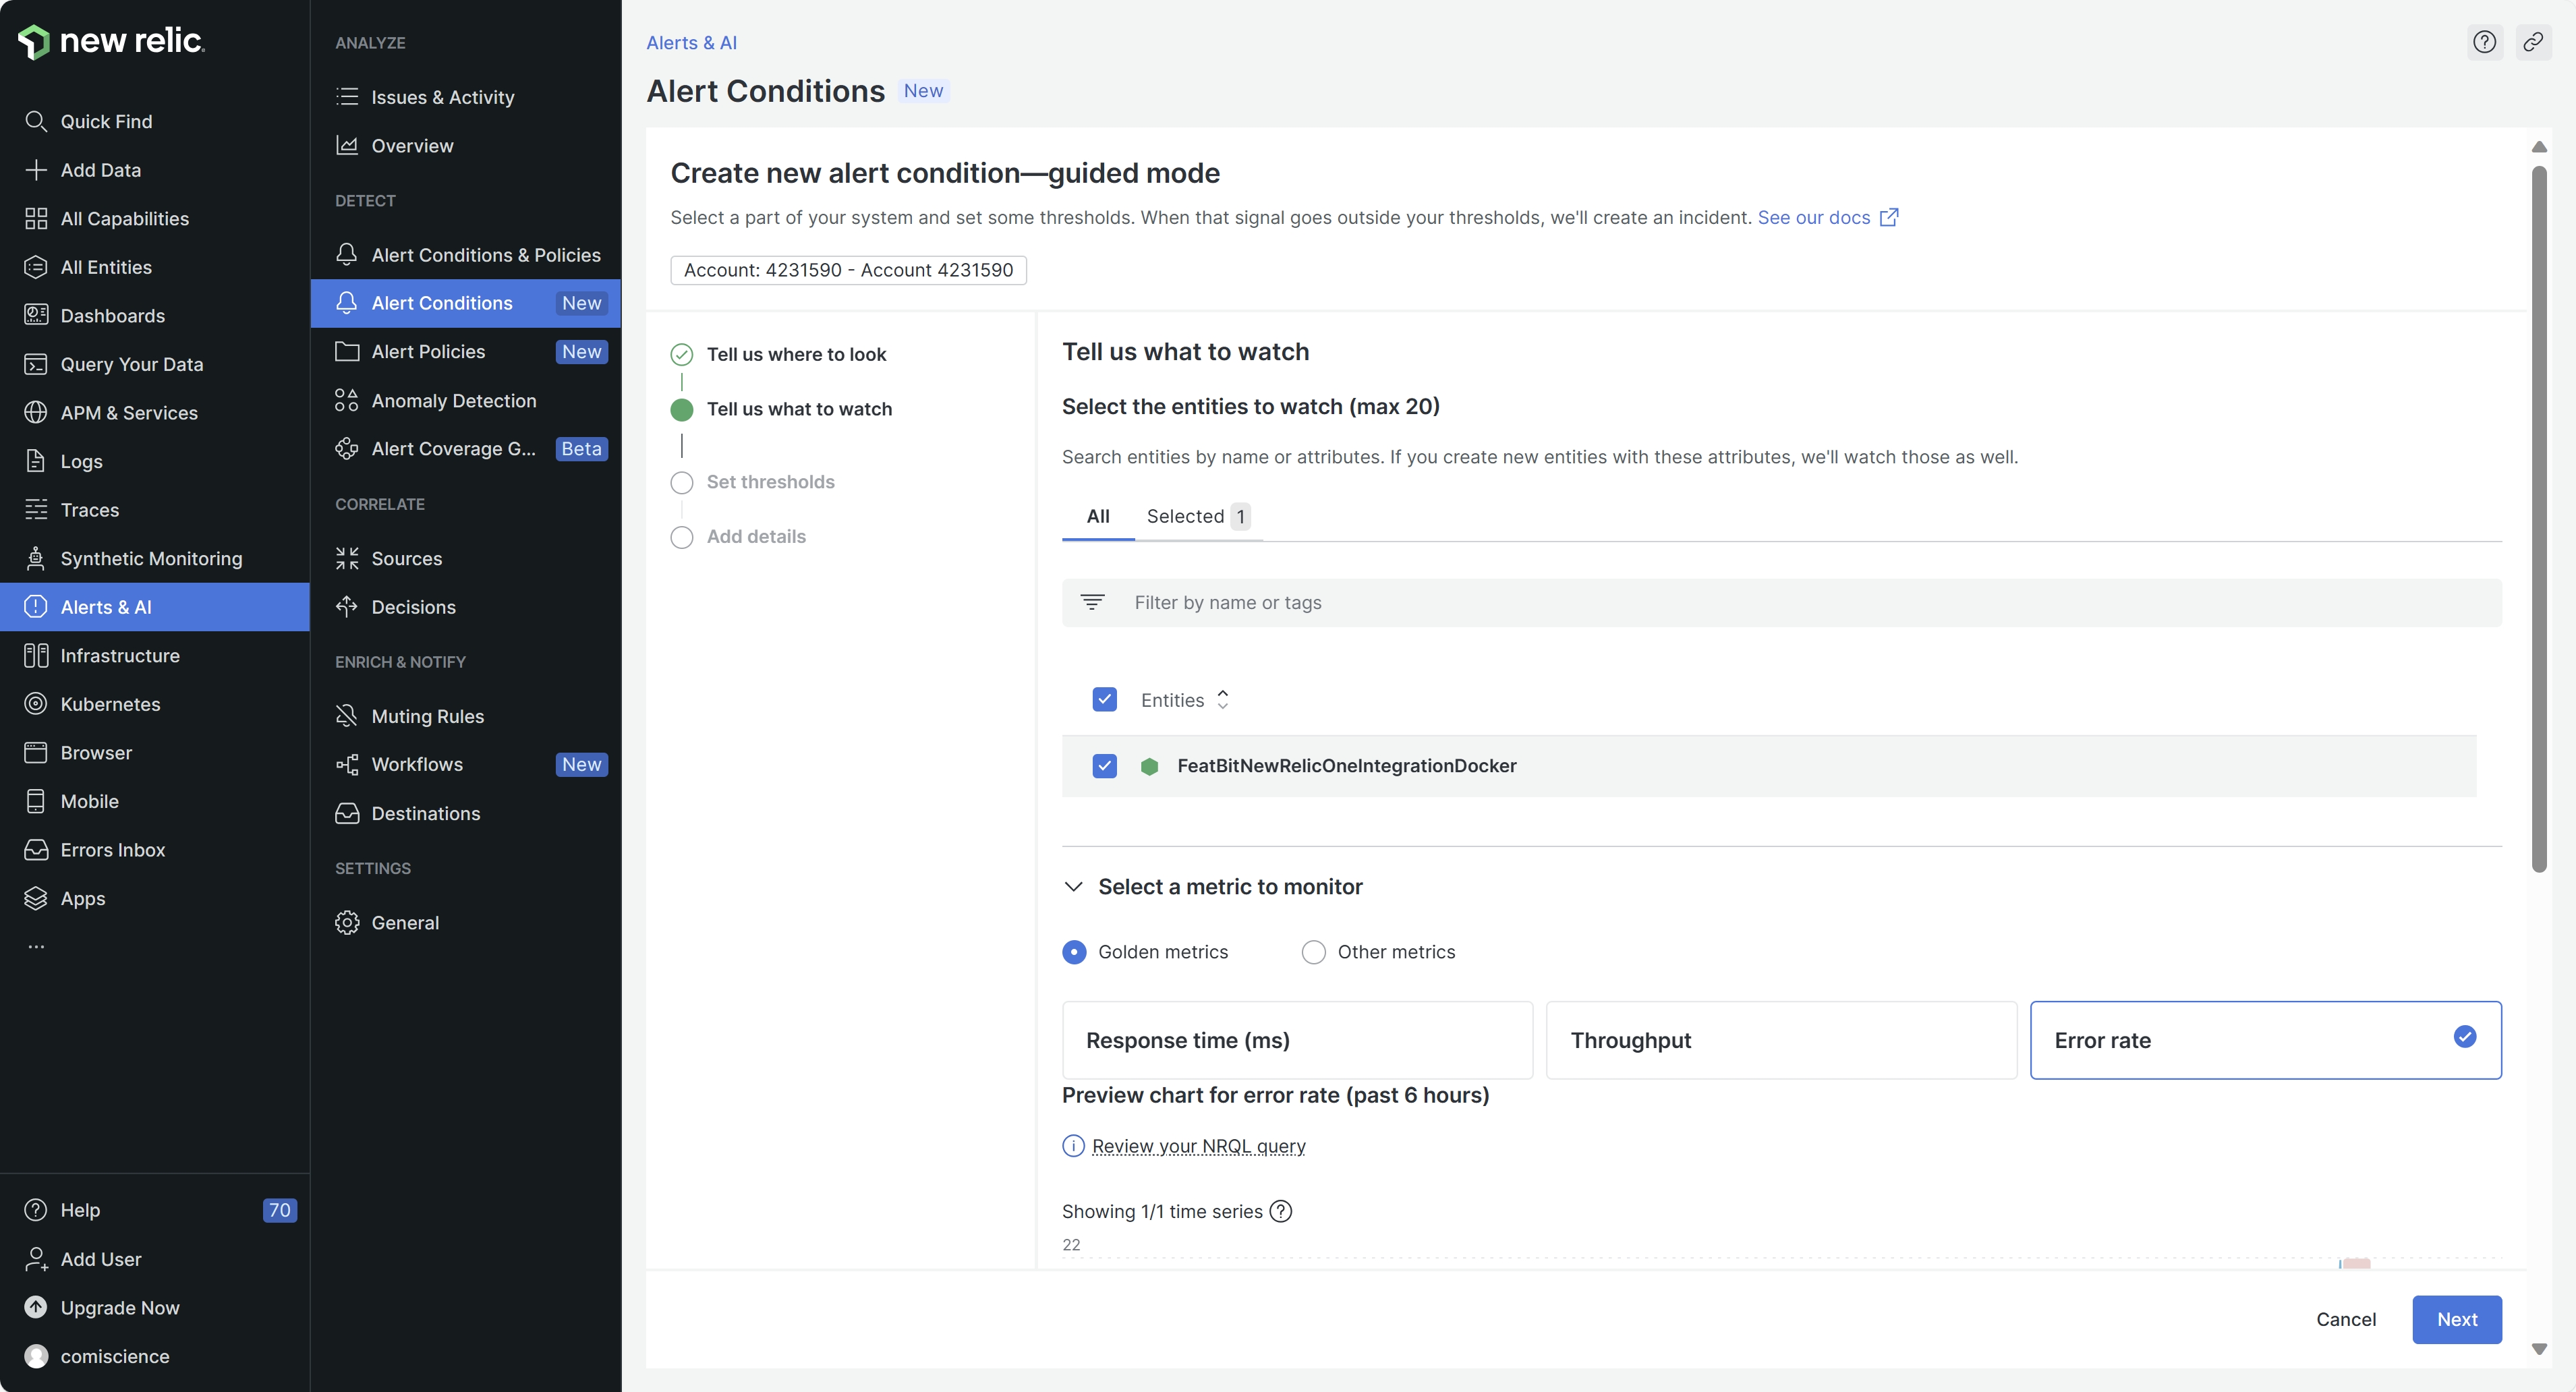 new relic.
Quick Find
Add Data
All Capabilities
All Entities
Dashboards
Query Your Data
APM & Services
Logs
Traces
Synthetic Monitoring
Alerts & AI
Infrastructure
Kubernetes
Browser
Mobile
Errors Inbox
Apps
...
Help 70
Add User
Upgrade Now
comiscience
ANALYZE
Issues & Activity
Overview
DETECT
Alert Conditions & Policies
Alert Conditions New
Alert Policies New
Anomaly Detection
Alert Coverage G... Beta
CORRELATE
Sources
Decisions
ENRICH & NOTIFY
Muting Rules
Workflows New
Destinations
SETTINGS
General
Alerts & AI
Alert Conditions New
Create new alert condition—guided mode
Select a part of your system and set some thresholds. When that signal goes outside your thresholds, we'll create an incident. See our docs
Account: 4231590 - Account 4231590
Tell us where to look
Tell us what to watch
Set thresholds
Add details
Tell us what to watch
Select the entities to watch (max 20)
Search entities by name or attributes. If you create new entities with these attributes, we'll watch those as well.
All Selected 1
Filter by name or tags
Entities
FeatBitNewRelicOneIntegrationDocker
Select a metric to monitor
Golden metrics Other metrics
Response time (ms) Throughput Error rate
Preview chart for error rate (past 6 hours)
Review your NRQL query
Showing 1/1 time series
22
Cancel Next